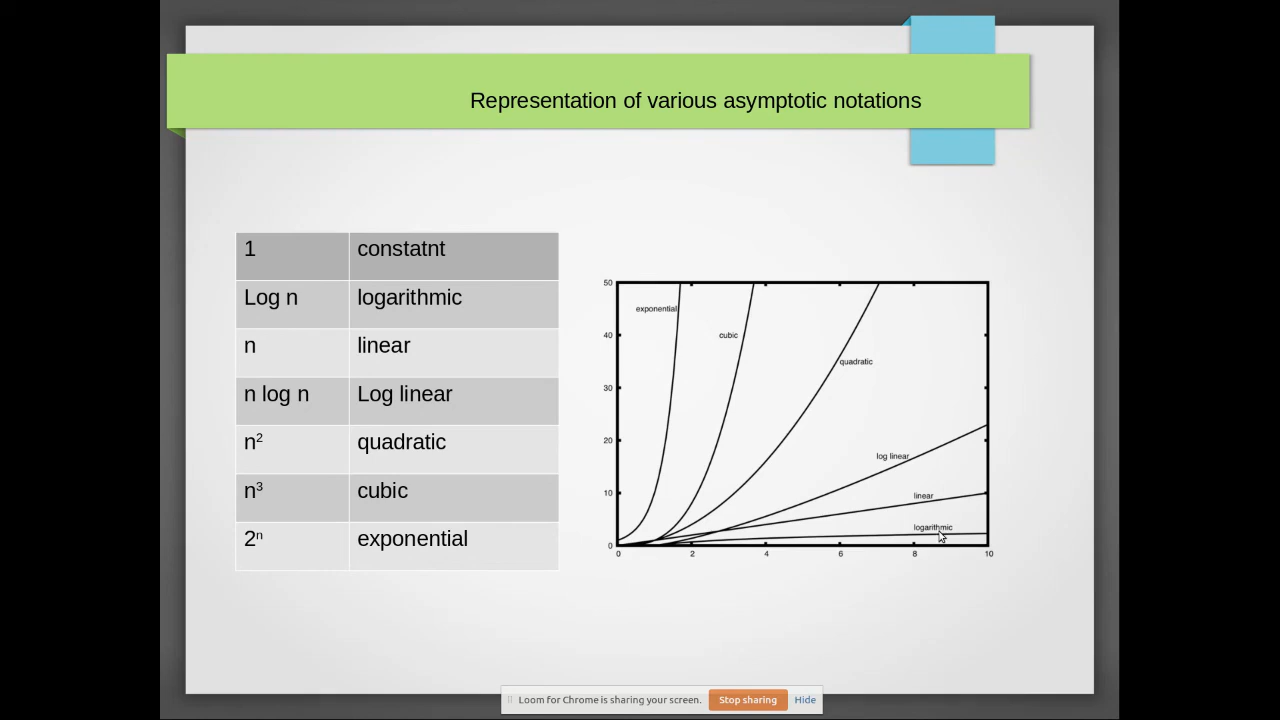 Representation of various asymptotic notations
1 constatnt
Log n logarithmic
n linear
n log n Log linear
n² quadratic
n³ cubic
2ⁿ exponential
50
exponential
cubic
40
quadratic
30
log linear
20
linear
10
logarithmic
0
0 2 4 6 8 10
Loom for Chrome is sharing your screen. Stop sharing Hide